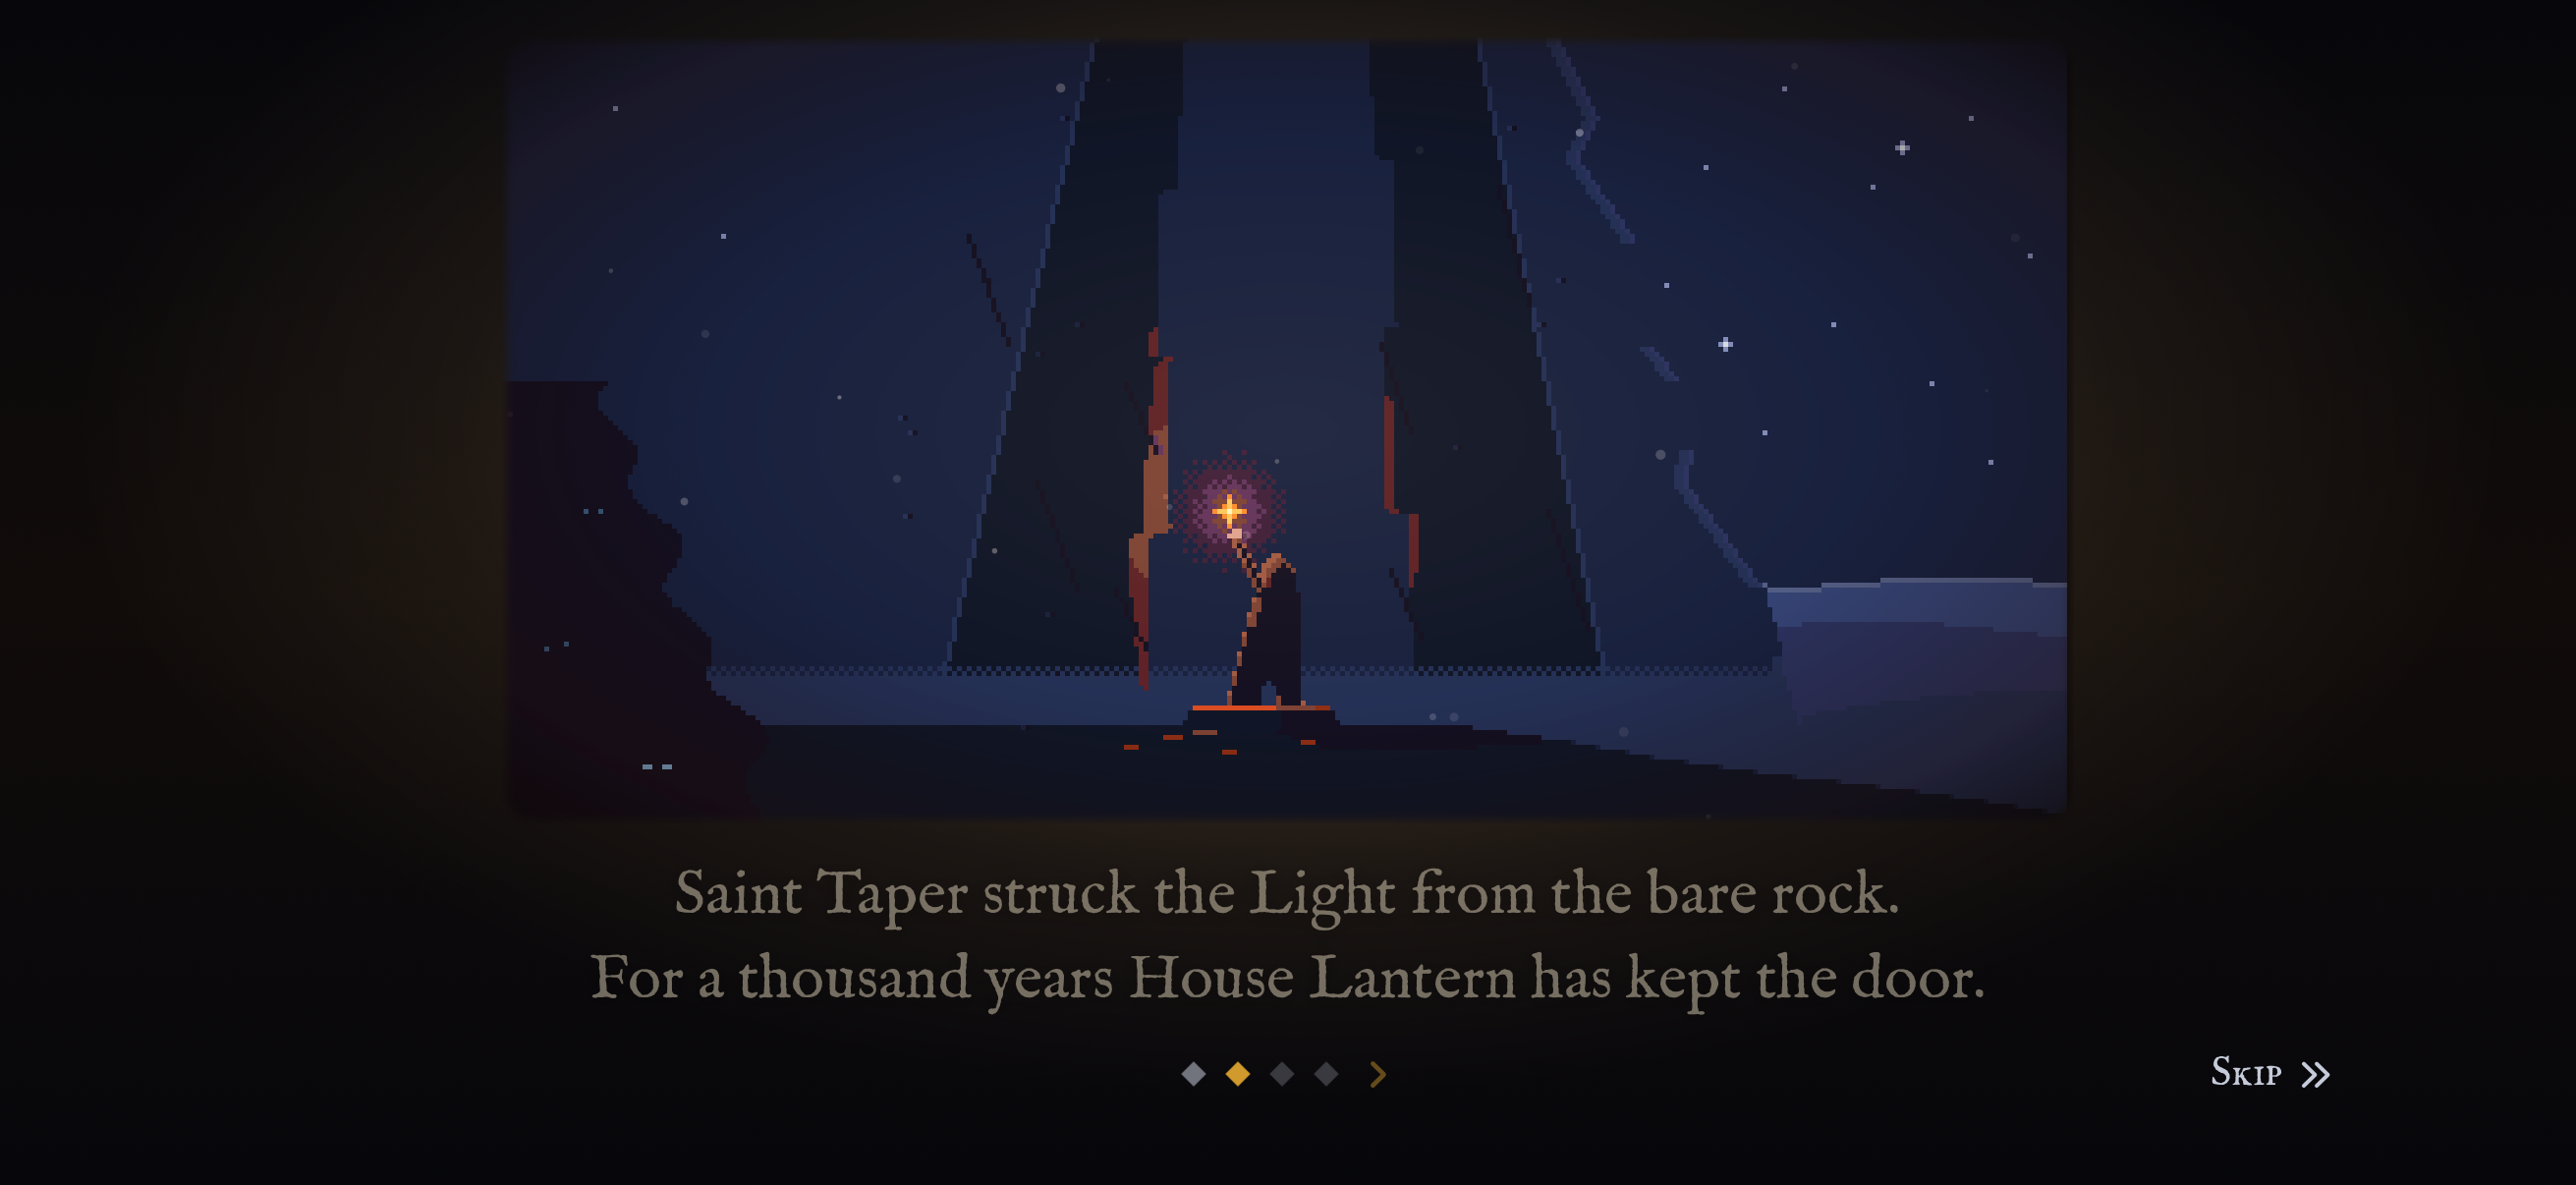 Saint Taper struck the Light from the bare rock.
For a thousand years House Lantern has kept the door.
Skip